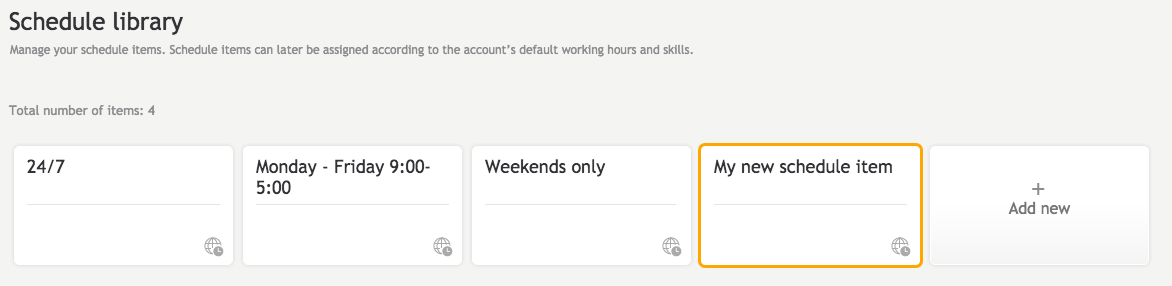 Schedule library
Manage your schedule items. Schedule items can later be assigned according to the account's default working hours and skills.
Total number of items: 4
24/7
Monday - Friday 9:00-
5:00
Weekends only
My new schedule item
+
Add new